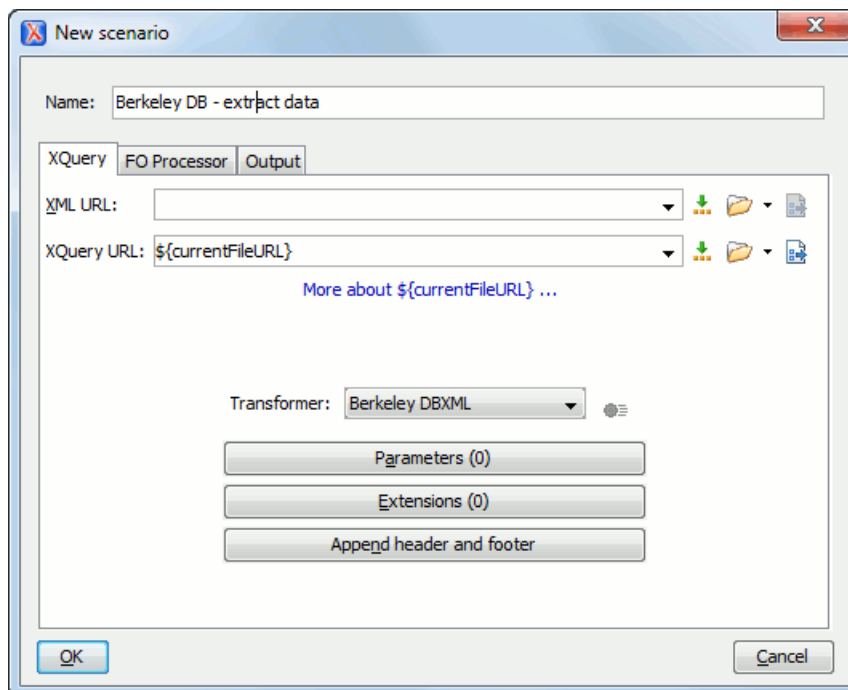 New scenario
Name: Berkeley DB - extract data
XQuery FO Processor Output
XML URL:
XQuery URL: ${currentFileURL}
More about ${currentFileURL} ...
Transformer: Berkeley DBXML
Parameters (0)
Extensions (0)
Append header and footer
OK Cancel